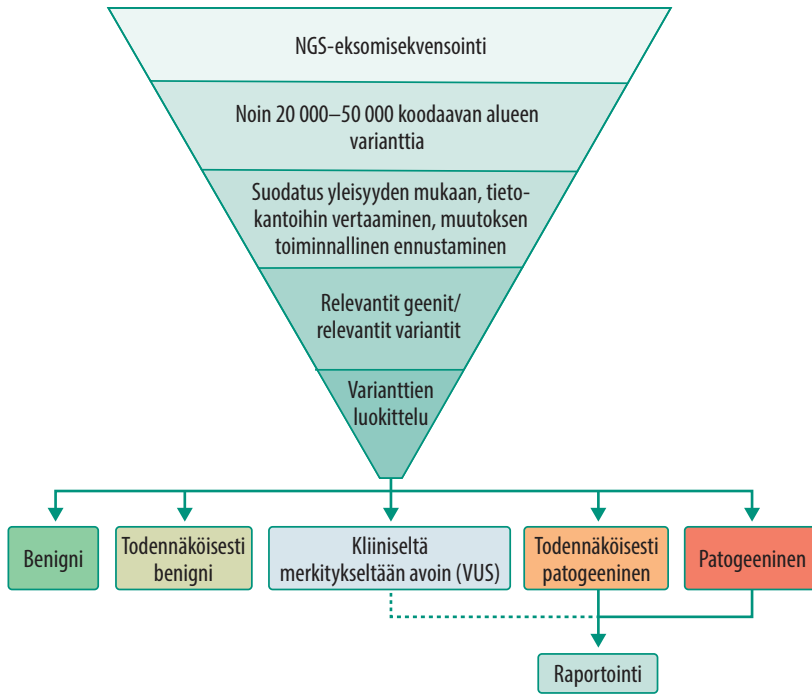 NGS-eksomisekvensointi
Noin 20 000–50 000 koodaavan alueen
varianttia
Suodatus yleisyyden mukaan, tieto-
kantoihin vertaaminen, muutoksen
toiminnallinen ennustaminen
Relevantit geenit/
relevantit variantit
Varianttien
luokittelu
Benigni
Todennäköisesti
benigni
Kliiniseltä
merkitykseltään avoin (VUS)
Todennäköisesti
patogeeninen
Patogeeninen
Raportointi